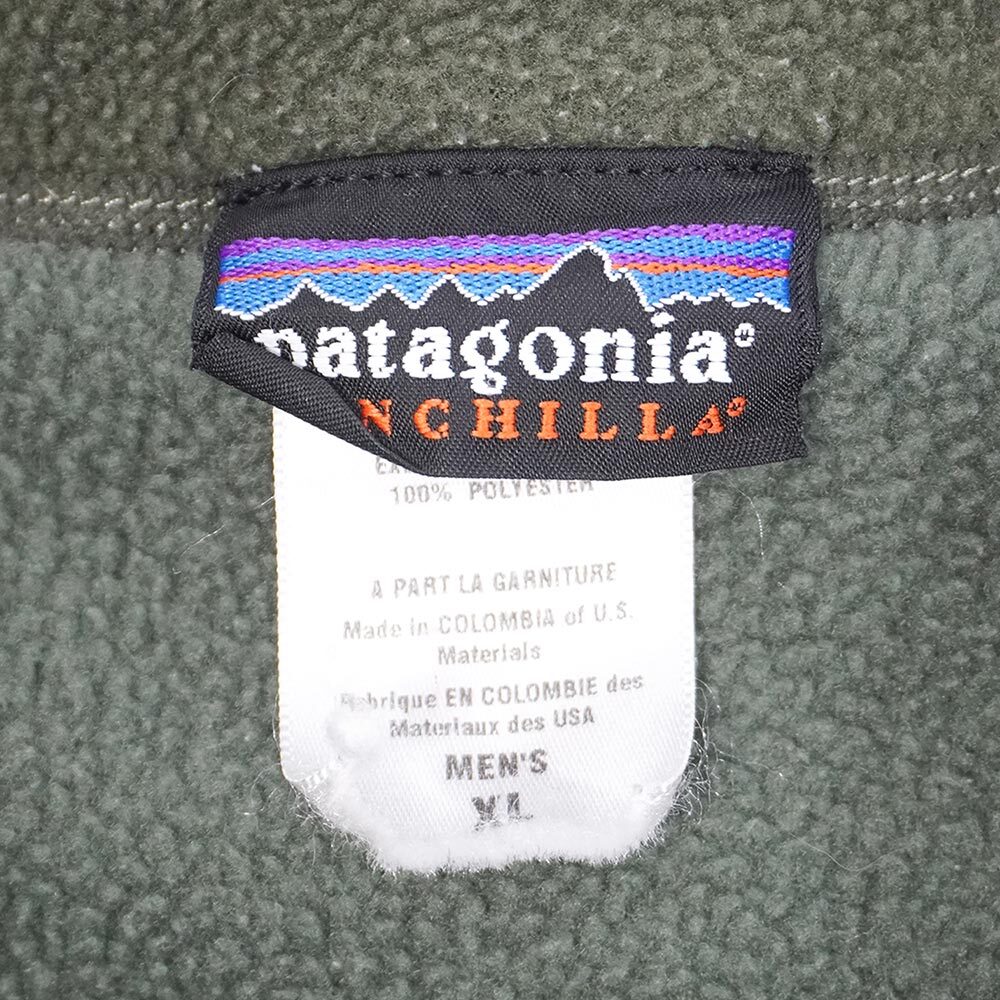 patagonia®
NCHILLA®
100% POLYESTER
A PART LA GARNITURE
Made in COLOMBIA of U.S.
Materials
Fabrique EN COLOMBIE des
Materiaux des USA
MEN'S
XL